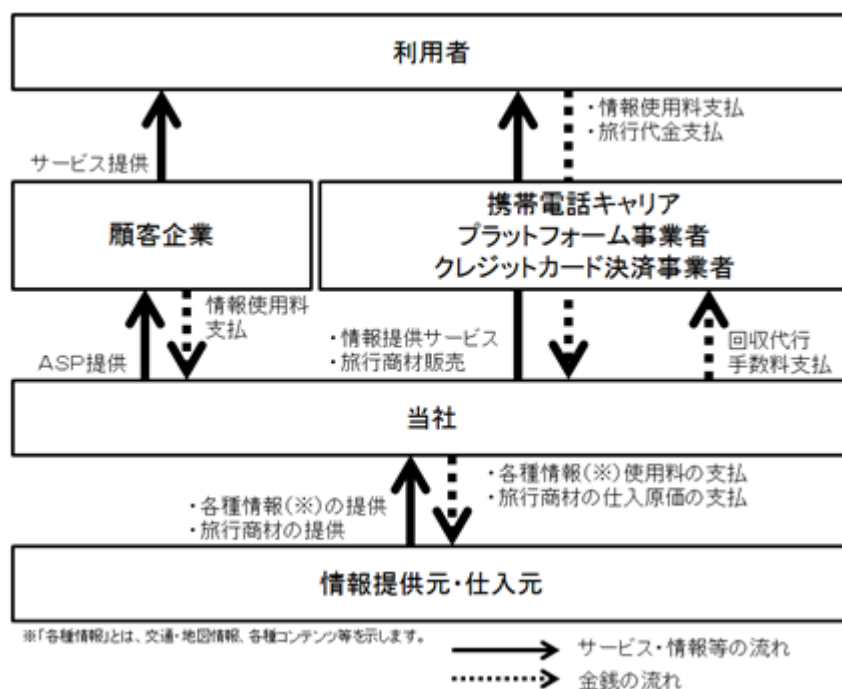 利用者
・情報使用料支払
・旅行代金支払
サービス提供
顧客企業
携帯電話キャリア
プラットフォーム事業者
クレジットカード決済事業者
情報使用料
支払
ASP提供
・情報提供サービス
・旅行商材販売
回収代行
手数料支払
当社
・各種情報(※)の提供
・旅行商材の提供
・各種情報(※)使用料の支払
・旅行商材の仕入原価の支払
情報提供元・仕入元
※「各種情報」とは、交通・地図情報、各種コンテンツ等を示します。
サービス・情報等の流れ
金銭の流れ